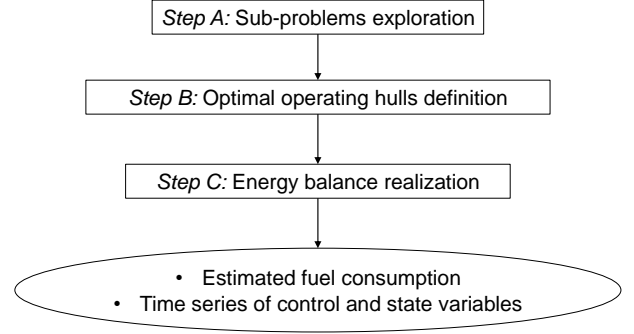 Step A: Sub-problems exploration
Step B: Optimal operating hulls definition
Step C: Energy balance realization
• Estimated fuel consumption
• Time series of control and state variables